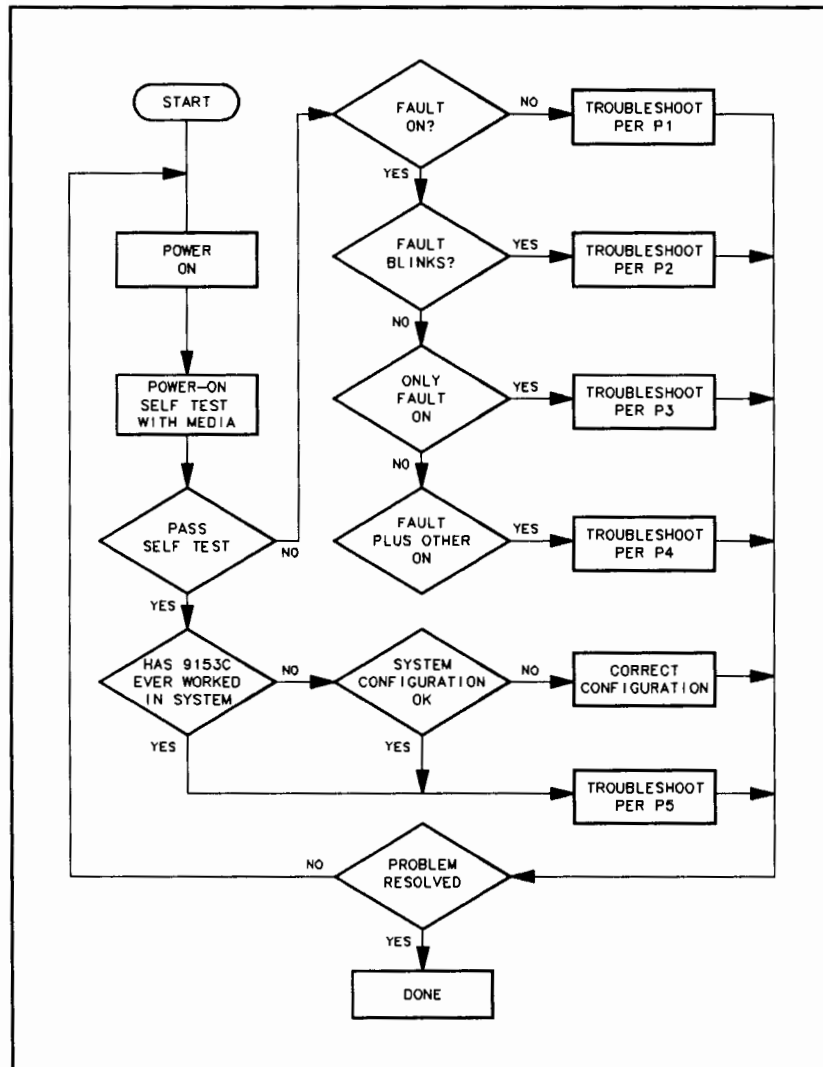 START
POWER
ON
POWER-ON
SELF TEST
WITH MEDIA
PASS
SELF TEST
NO
YES
HAS 9153C
EVER WORKED
IN SYSTEM
NO
YES
FAULT
ON?
NO
TROUBLESHOOT
PER P1
YES
FAULT
BLINKS?
YES
TROUBLESHOOT
PER P2
NO
ONLY
FAULT
ON
YES
TROUBLESHOOT
PER P3
NO
FAULT
PLUS OTHER
ON
YES
TROUBLESHOOT
PER P4
SYSTEM
CONFIGURATION
OK
NO
CORRECT
CONFIGURATION
YES
TROUBLESHOOT
PER P5
NO
PROBLEM
RESOLVED
YES
DONE